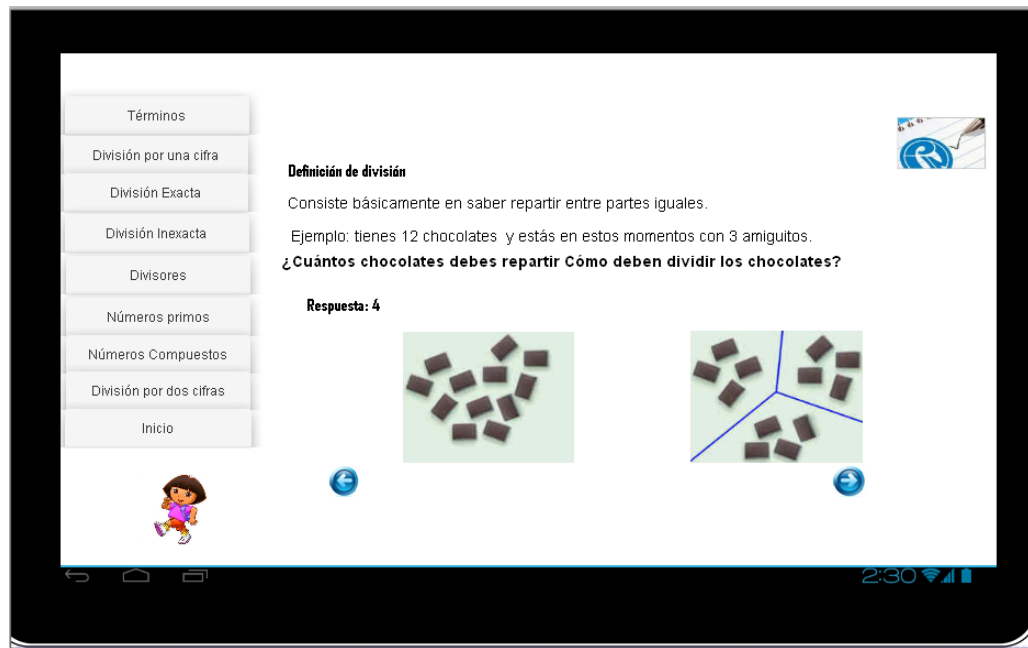 Términos
División por una cifra
División Exacta
División Inexacta
Divisores
Números primos
Números Compuestos
División por dos cifras
Inicio
Definición de división
Consiste básicamente en saber repartir entre partes iguales.
Ejemplo: tienes 12 chocolates y estás en estos momentos con 3 amiguitos.
¿Cuántos chocolates debes repartir Cómo deben dividir los chocolates?
Respuesta: 4
2:30